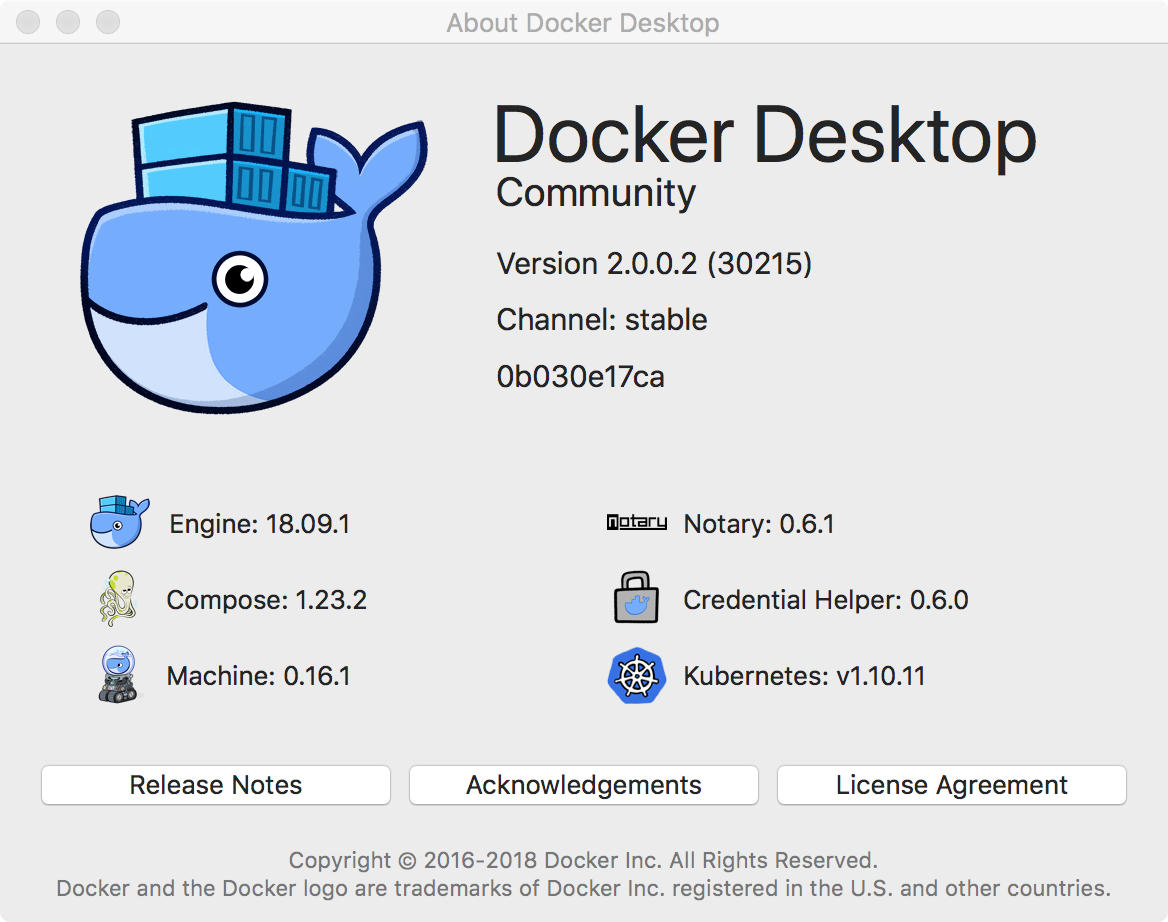 About Docker Desktop
Docker Desktop
Community
Version 2.0.0.2 (30215)
Channel: stable
0b030e17ca
Engine: 18.09.1
notary Notary: 0.6.1
Compose: 1.23.2
Credential Helper: 0.6.0
Machine: 0.16.1
Kubernetes: v1.10.11
Release Notes
Acknowledgements
License Agreement
Copyright © 2016-2018 Docker Inc. All Rights Reserved.
Docker and the Docker logo are trademarks of Docker Inc. registered in the U.S. and other countries.